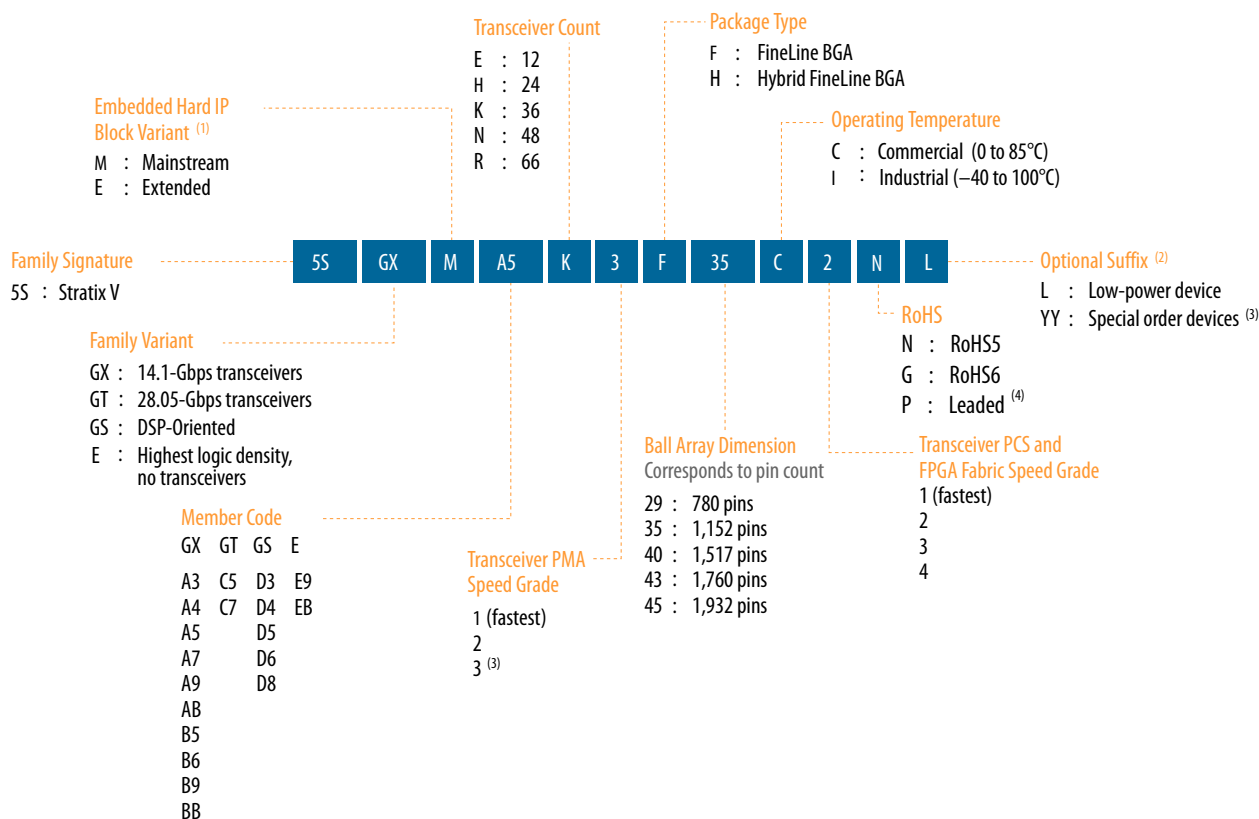 Transceiver Count
E : 12
H : 24
K : 36
N : 48
R : 66
Package Type
F : FineLine BGA
H : Hybrid FineLine BGA
Embedded Hard IP
Block Variant (1)
M : Mainstream
E : Extended
Operating Temperature
C : Commercial (0 to 85°C)
I : Industrial (–40 to 100°C)
5S GX M A5 K 3 F 35 C 2 N L
Family Signature
5S : Stratix V
Optional Suffix (2)
L : Low-power device
YY : Special order devices (3)
RoHS
N : RoHS5
G : RoHS6
P : Leaded (4)
Family Variant
GX : 14.1-Gbps transceivers
GT : 28.05-Gbps transceivers
GS : DSP-Oriented
E : Highest logic density,
no transceivers
Ball Array Dimension
Corresponds to pin count
29 : 780 pins
35 : 1,152 pins
40 : 1,517 pins
43 : 1,760 pins
45 : 1,932 pins
Transceiver PCS and
FPGA Fabric Speed Grade
1 (fastest)
2
3
4
Member Code
GX GT GS E
A3 C5 D3 E9
A4 C7 D4 EB
A5 D5
A7 D6
A9 D8
AB
B5
B6
B9
BB
Transceiver PMA
Speed Grade
1 (fastest)
2
3 (3)